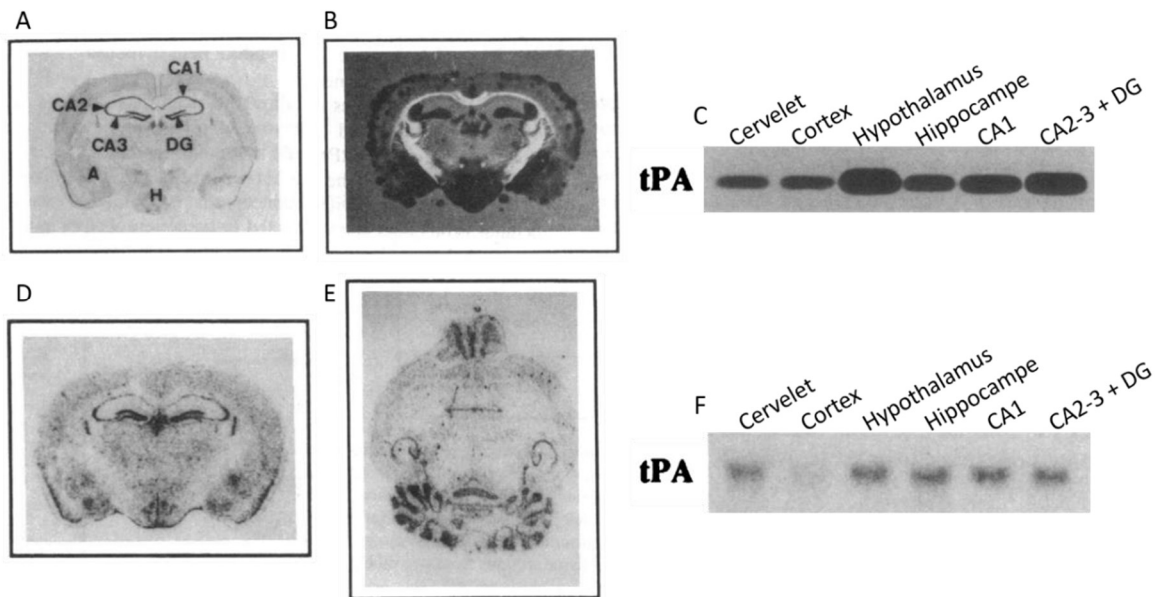 A
B
CA1
CA2
CA3
DG
A
H
C
Cervelet
Cortex
Hypothalamus
Hippocampe
CA1
CA2-3 + DG
tPA
D
E
F
Cervelet
Cortex
Hypothalamus
Hippocampe
CA1
CA2-3 + DG
tPA